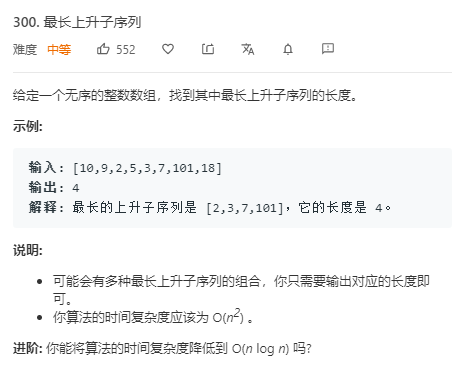 300. 最长上升子序列
难度 中等 552
给定一个无序的整数数组，找到其中最长上升子序列的长度。
示例:
输入: [10,9,2,5,3,7,101,18]
输出: 4
解释: 最长的上升子序列是 [2,3,7,101]，它的长度是 4。
说明:
• 可能会有多种最长上升子序列的组合，你只需要输出对应的长度即
可。
• 你算法的时间复杂度应该为 O(n²) 。
进阶: 你能将算法的时间复杂度降低到 O(n log n) 吗?